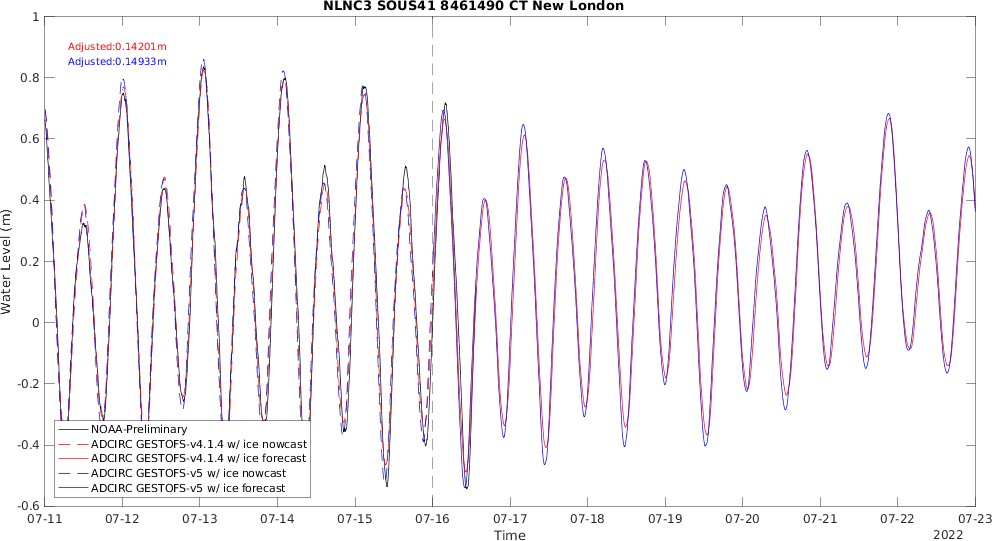 NLNC3 SOUS41 8461490 CT New London
Adjusted:0.14201m
Adjusted:0.14933m
Water Level (m)
1
0.8
0.6
0.4
0.2
0
-0.2
-0.4
-0.6
NOAA-Preliminary
ADCIRC GESTOFS-v4.1.4 w/ ice nowcast
ADCIRC GESTOFS-v4.1.4 w/ ice forecast
ADCIRC GESTOFS-v5 w/ ice nowcast
ADCIRC GESTOFS-v5 w/ ice forecast
07-11 07-12 07-13 07-14 07-15 07-16 07-17 07-18 07-19 07-20 07-21 07-22 07-23
Time
2022